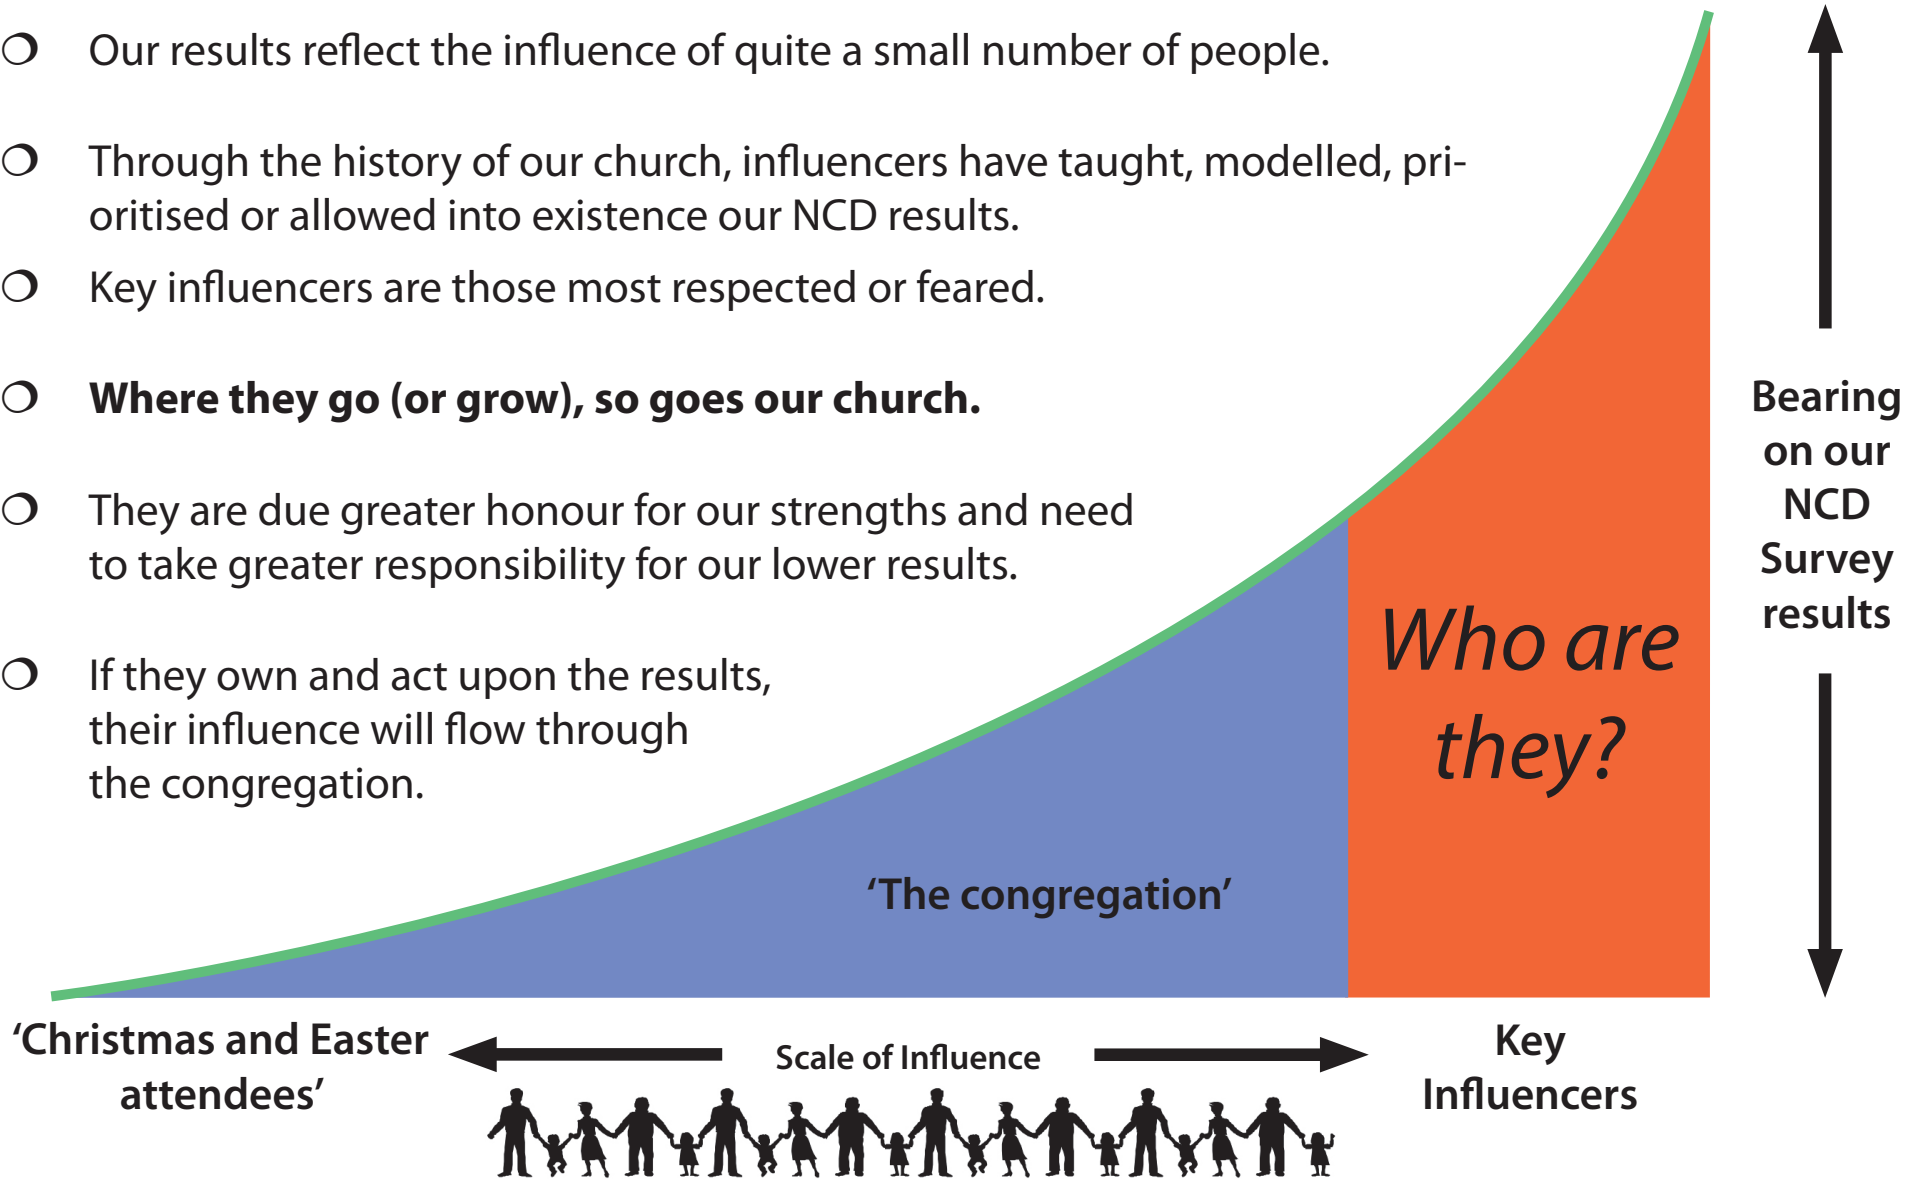 Our results reflect the influence of quite a small number of people.
Through the history of our church, influencers have taught, modelled, pri-
oritised or allowed into existence our NCD results.
Key influencers are those most respected or feared.
Where they go (or grow), so goes our church.
They are due greater honour for our strengths and need
to take greater responsibility for our lower results.
If they own and act upon the results,
their influence will flow through
the congregation.
Bearing
on our
NCD
Survey
results
Who are
they?
‘The congregation’
‘Christmas and Easter
attendees’
Scale of Influence
Key
Influencers